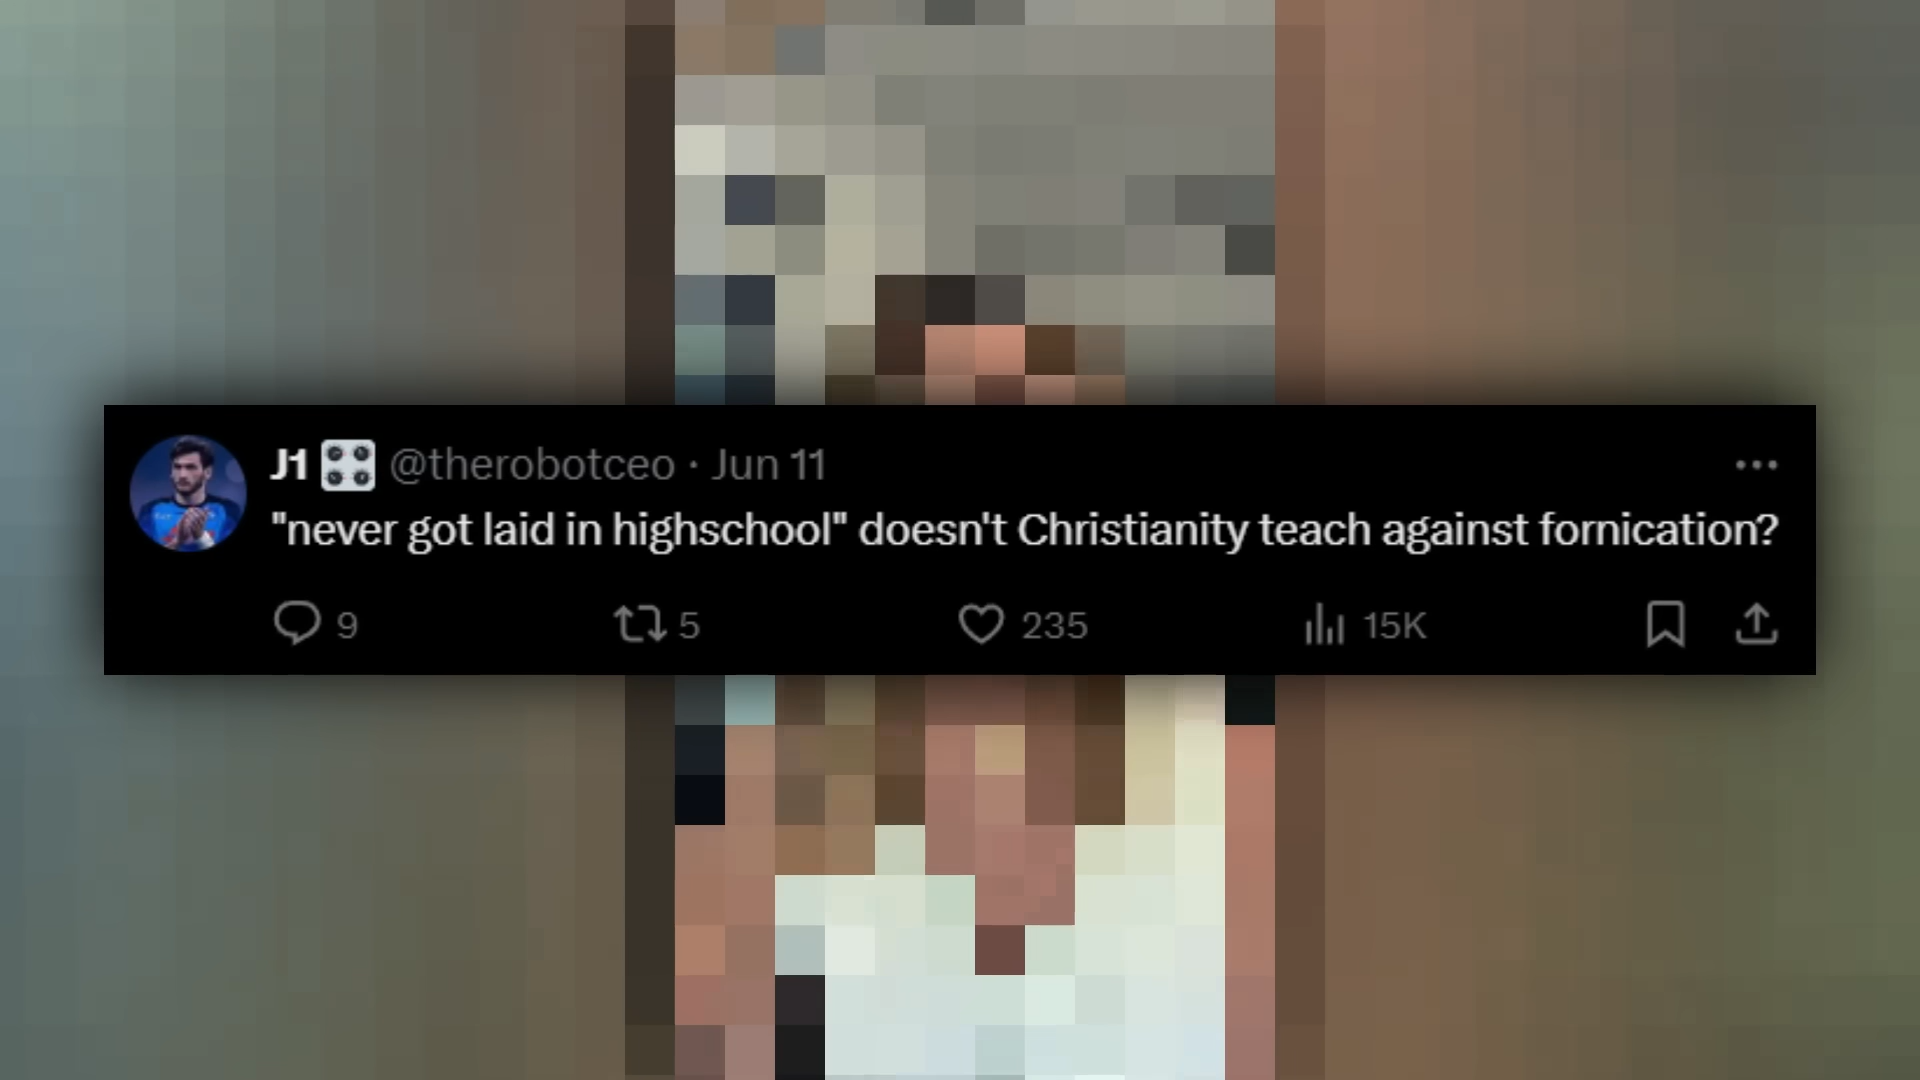 J1 @therobotceo · Jun 11
"never got laid in highschool" doesn't Christianity teach against fornication?
9 5 235 15K